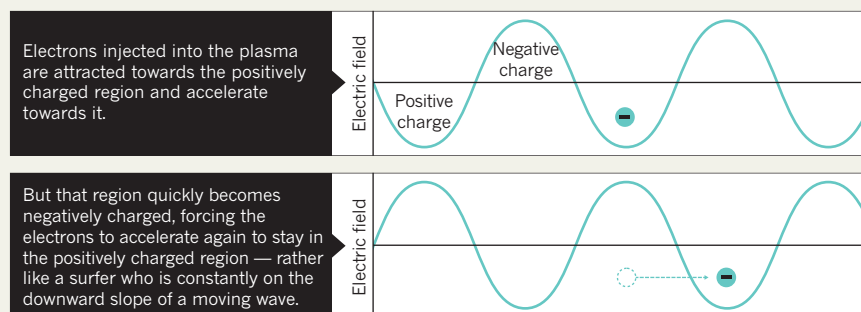 Electrons injected into the plasma
are attracted towards the positively
charged region and accelerate
towards it.
Electric field
Positive
charge
Negative
charge
But that region quickly becomes
negatively charged, forcing the
electrons to accelerate again to stay in
the positively charged region — rather
like a surfer who is constantly on the
downward slope of a moving wave.
Electric field